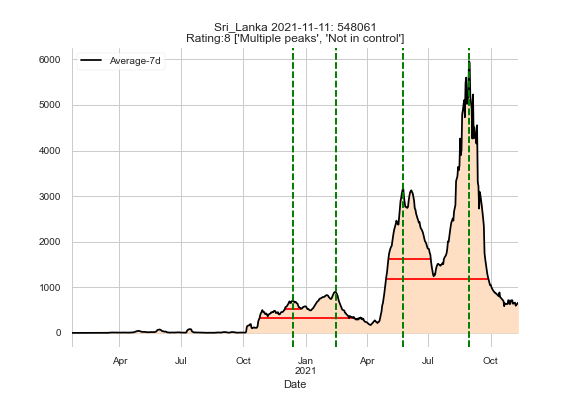 Sri_Lanka 2021-11-11: 548061
Rating:8 ['Multiple peaks', 'Not in control']
Average-7d
6000
5000
4000
3000
2000
1000
0
Apr Jul Oct Jan Apr Jul Oct
2021
Date